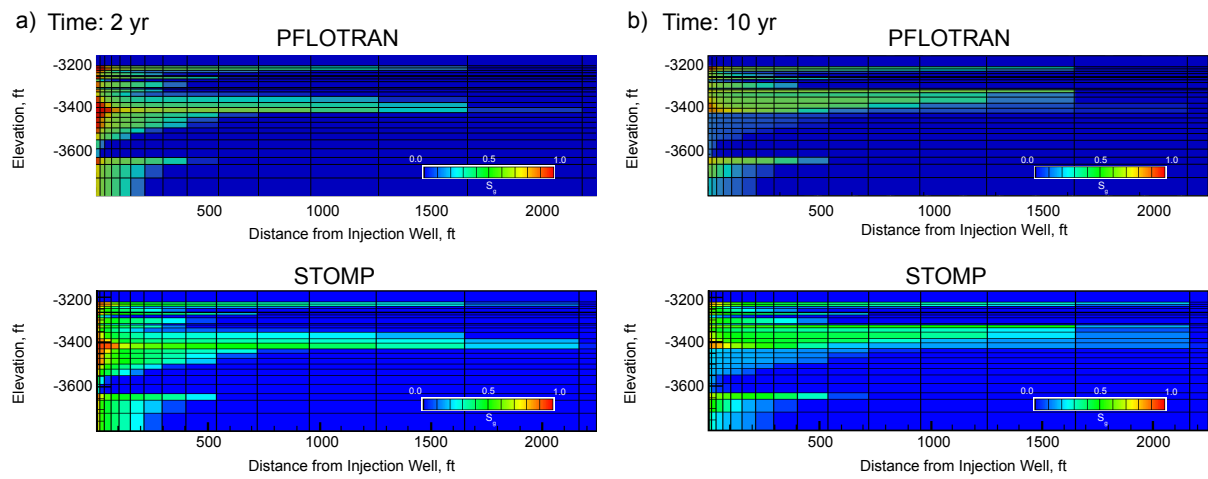 a) Time: 2 yr
PFLOTRAN
-3200
-3400
-3600
Elevation, ft
0.0 0.5 1.0
Sg
500 1000 1500 2000
Distance from Injection Well, ft
b) Time: 10 yr
PFLOTRAN
-3200
-3400
-3600
Elevation, ft
0.0 0.5 1.0
Sg
500 1000 1500 2000
Distance from Injection Well, ft
STOMP
-3200
-3400
-3600
Elevation, ft
0.0 0.5 1.0
Sg
500 1000 1500 2000
Distance from Injection Well, ft
STOMP
-3200
-3400
-3600
Elevation, ft
0.0 0.5 1.0
Sg
500 1000 1500 2000
Distance from Injection Well, ft